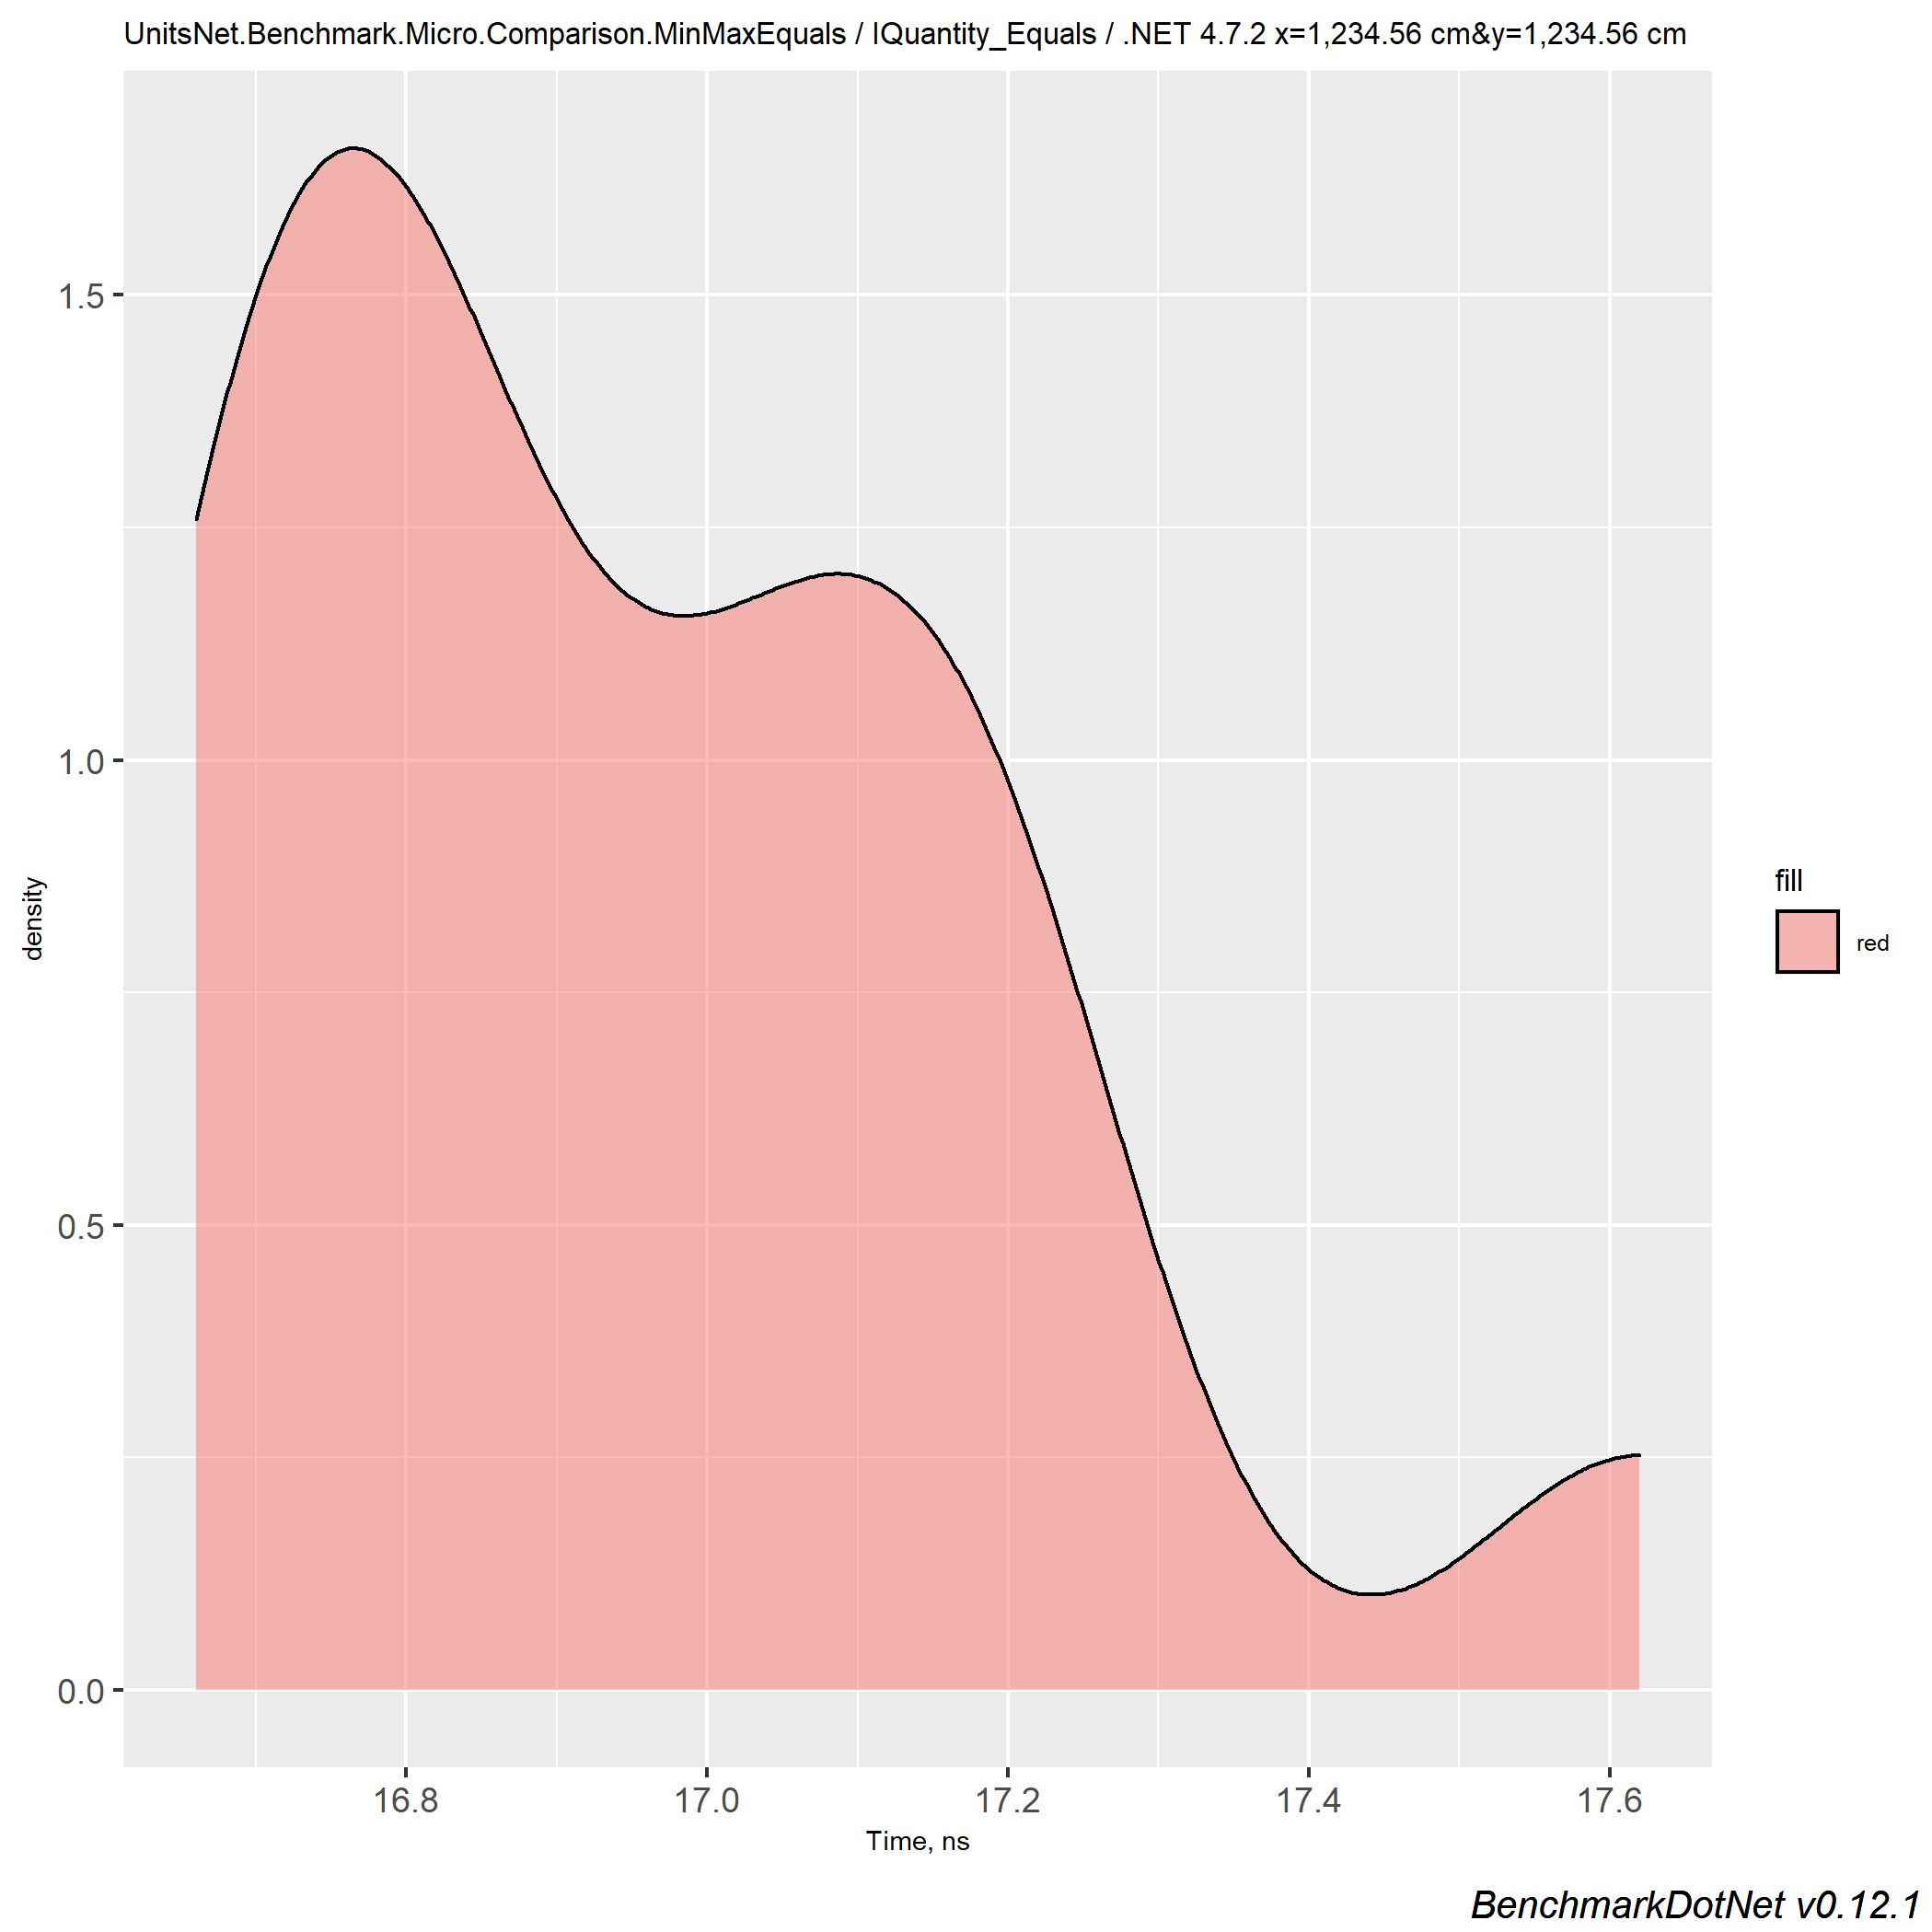 UnitsNet.Benchmark.Micro.Comparison.MinMaxEquals / IQuantity_Equals / .NET 4.7.2 x=1,234.56 cm&y=1,234.56 cm
1.5
1.0
0.5
0.0
density
16.8 17.0 17.2 17.4 17.6
Time, ns
fill
red
BenchmarkDotNet v0.12.1